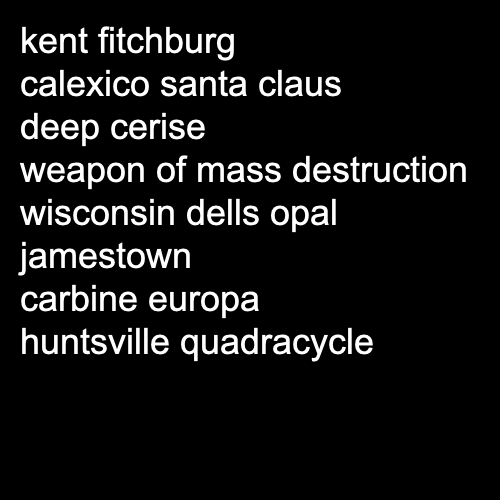 kent fitchburg
calexico santa claus
deep cerise
weapon of mass destruction
wisconsin dells opal
jamestown
carbine europa
huntsville quadracycle